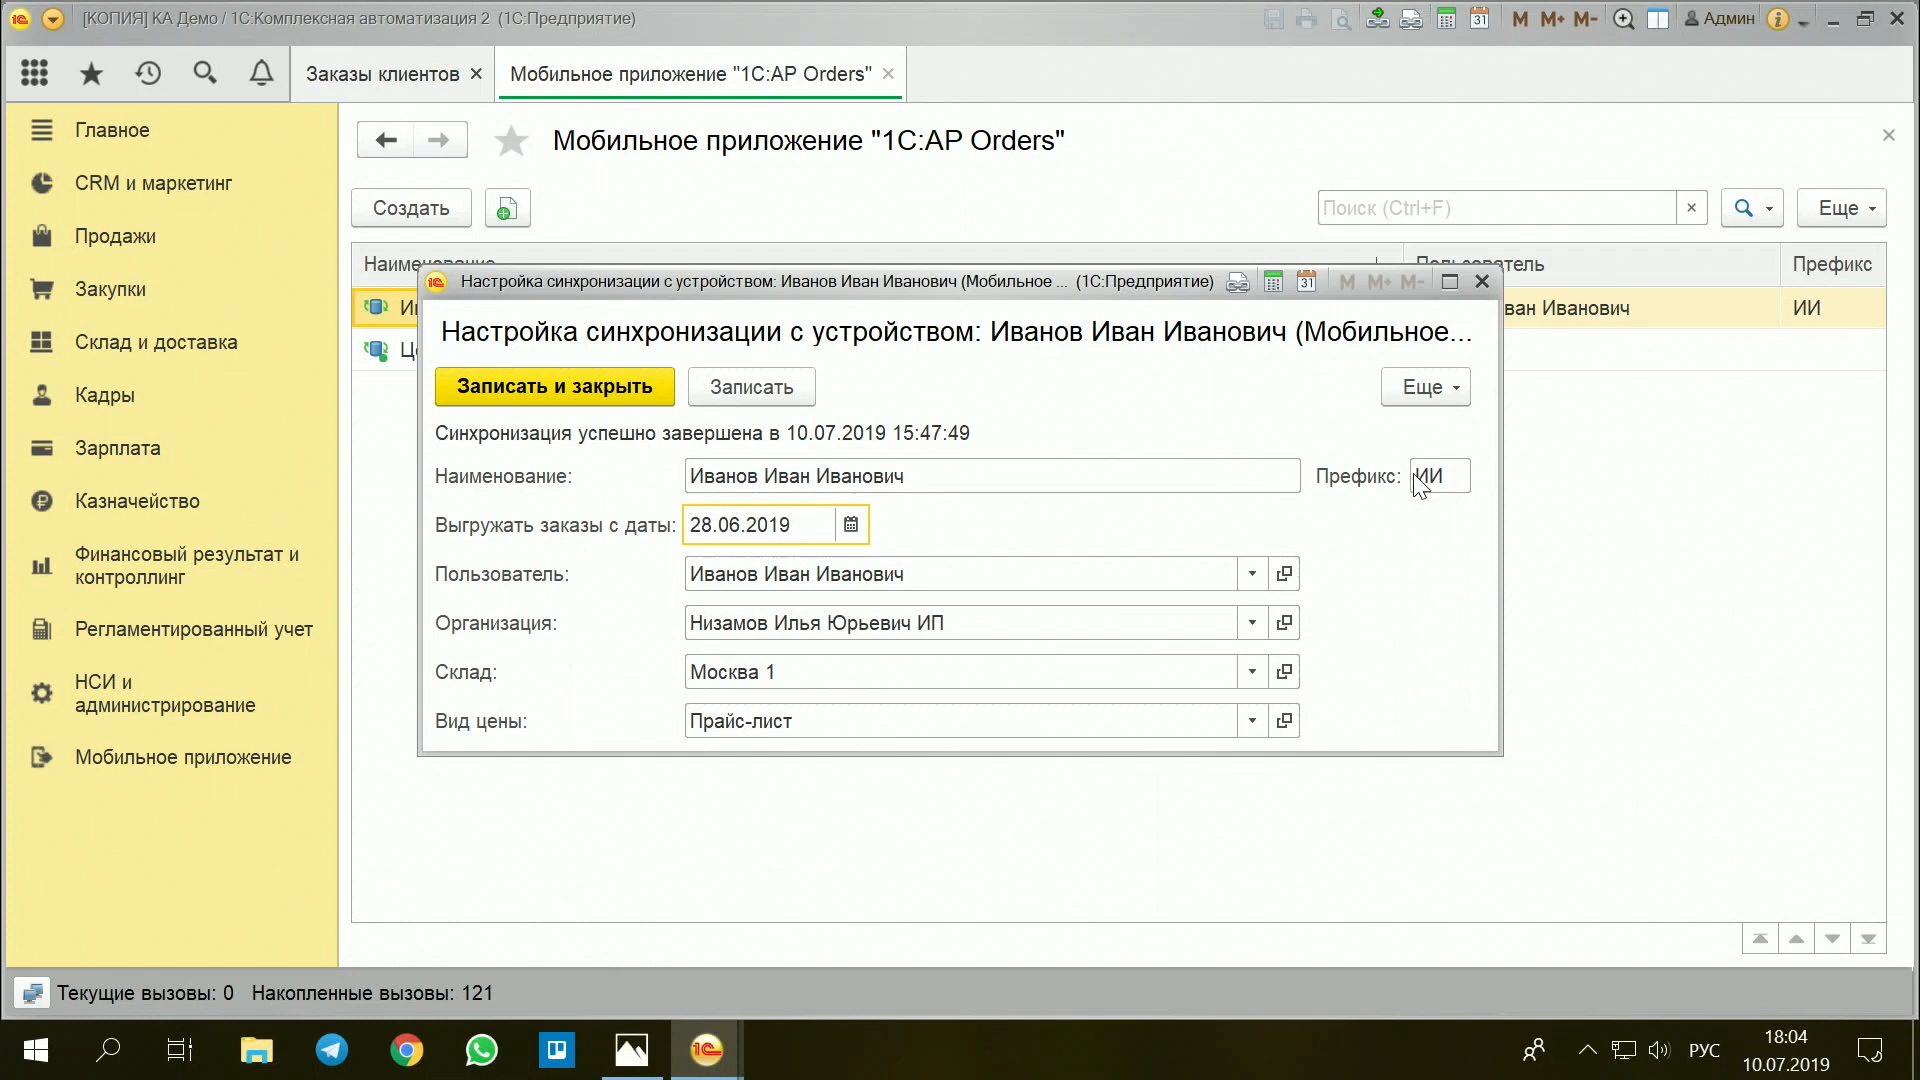 [КОПИЯ] КА Демо / 1С:Комплексная автоматизация 2 (1С:Предприятие)
M M+ M- Админ
Заказы клиентов
Мобильное приложение "1C:AP Orders"
Главное
CRM и маркетинг
Продажи
Закупки
Склад и доставка
Кадры
Зарплата
Казначейство
Финансовый результат и
контроллинг
Регламентированный учет
НСИ и
администрирование
Мобильное приложение
Мобильное приложение "1C:AP Orders"
Создать
Поиск (Ctrl+F)
Еще
Префикс
ван Иванович
ИИ
Настройка синхронизации с устройством: Иванов Иван Иванович (Мобильное ... (1С:Предприятие)
M M+ M-
Настройка синхронизации с устройством: Иванов Иван Иванович (Мобильное...
Записать и закрыть
Записать
Еще
Синхронизация успешно завершена в 10.07.2019 15:47:49
Наименование: Иванов Иван Иванович Префикс: ИИ
Выгружать заказы с даты: 28.06.2019
Пользователь: Иванов Иван Иванович
Организация: Низамов Илья Юрьевич ИП
Склад: Москва 1
Вид цены: Прайс-лист
Текущие вызовы: 0 Накопленные вызовы: 121
РУС
18:04
10.07.2019